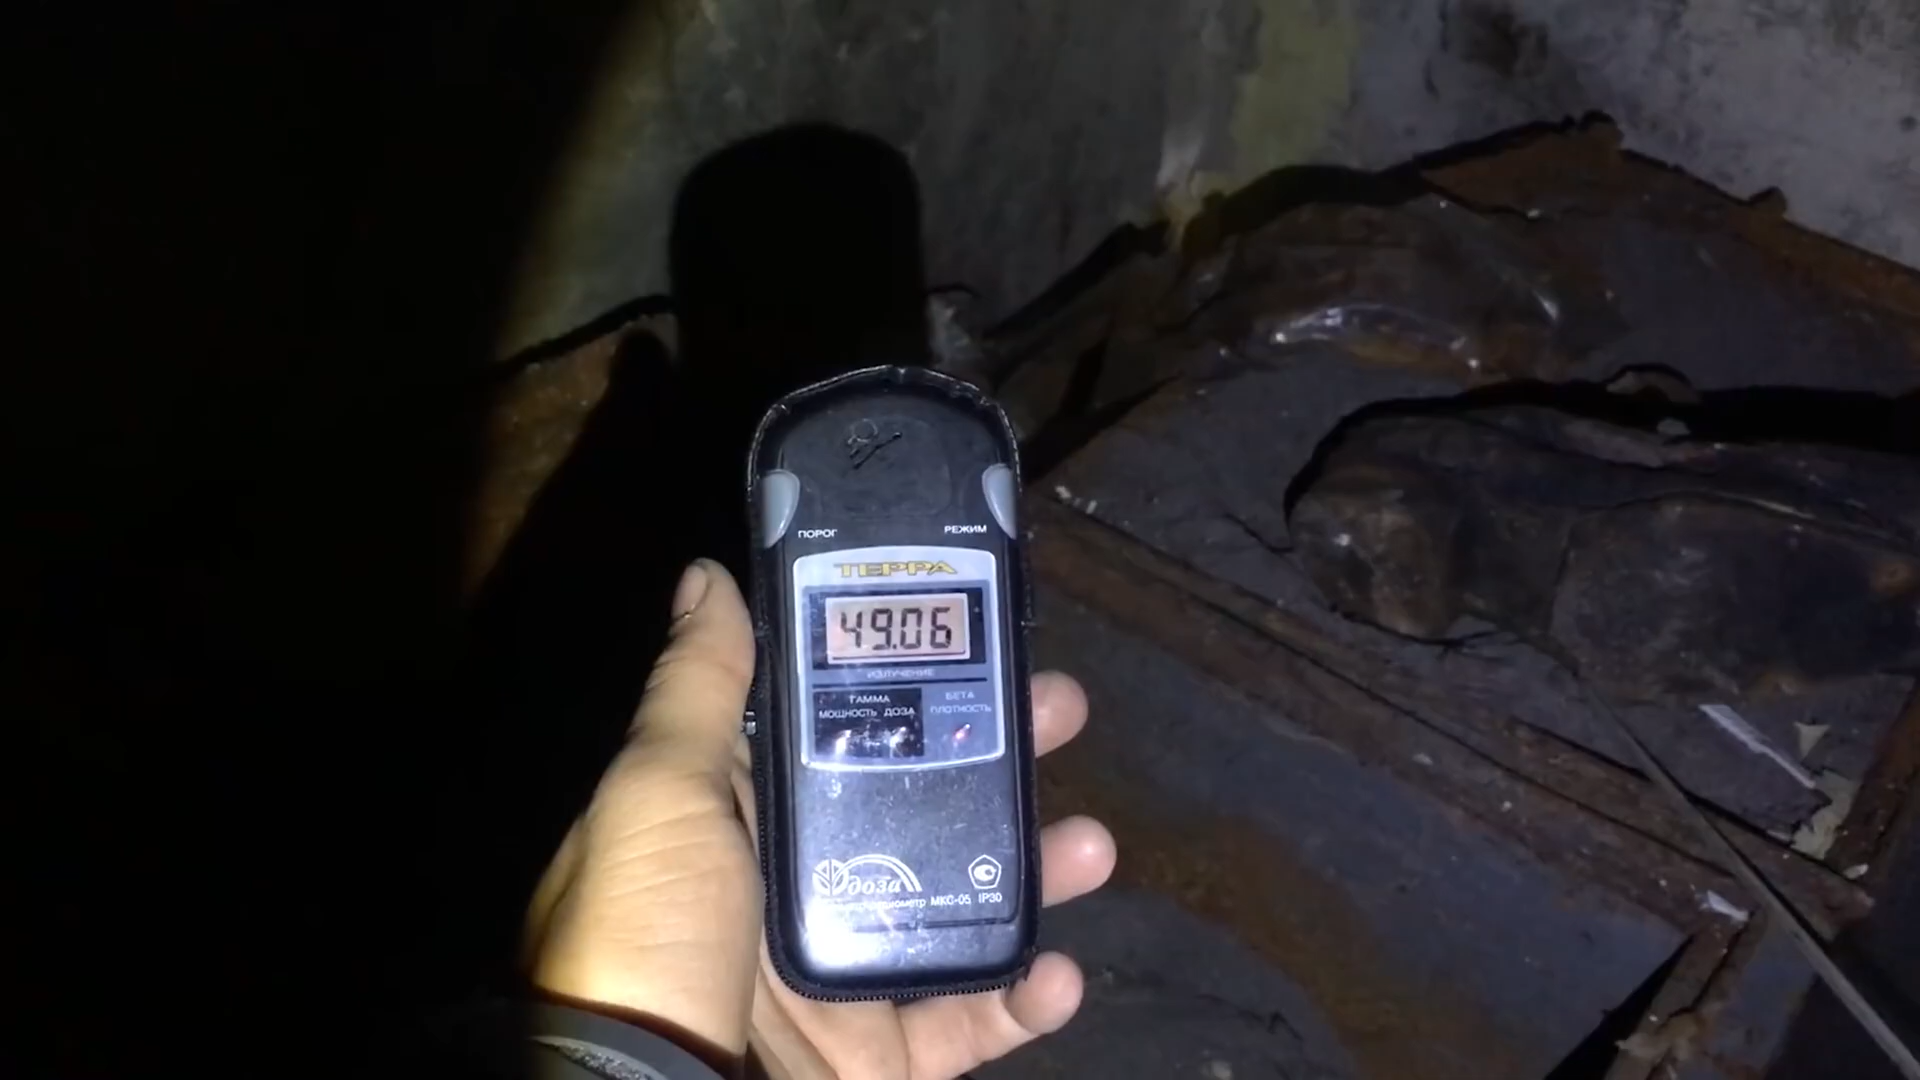 ПОРОГ РЕЖИМ
ТЕРРА
49.06
ИЗЛУЧЕНИЕ
ГАММА БЕТА
МОЩНОСТЬ ДОЗА ПЛОТНОСТЬ
доза
МКС-05 IP30